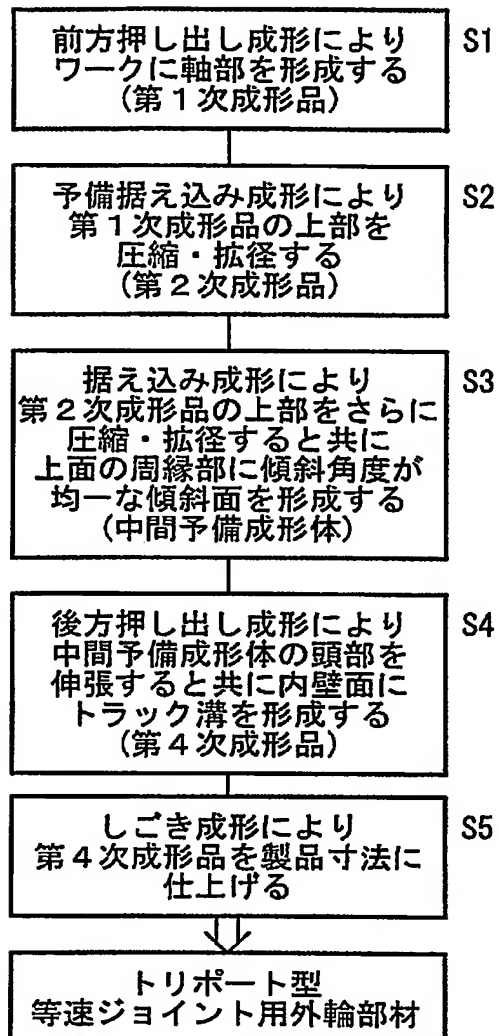 前方押し出し成形により S1
ワークに軸部を形成する
(第1次成形品)
予備据え込み成形により S2
第1次成形品の上部を
圧縮・拡径する
(第2次成形品)
据え込み成形により S3
第2次成形品の上部をさらに
圧縮・拡径すると共に
上面の周縁部に傾斜角度が
均一な傾斜面を形成する
(中間予備成形体)
後方押し出し成形により S4
中間予備成形体の頭部を
伸張すると共に内壁面に
トラック溝を形成する
(第4次成形品)
しごき成形により S5
第4次成形品を製品寸法に
仕上げる
トリポート型
等速ジョイント用外輪部材